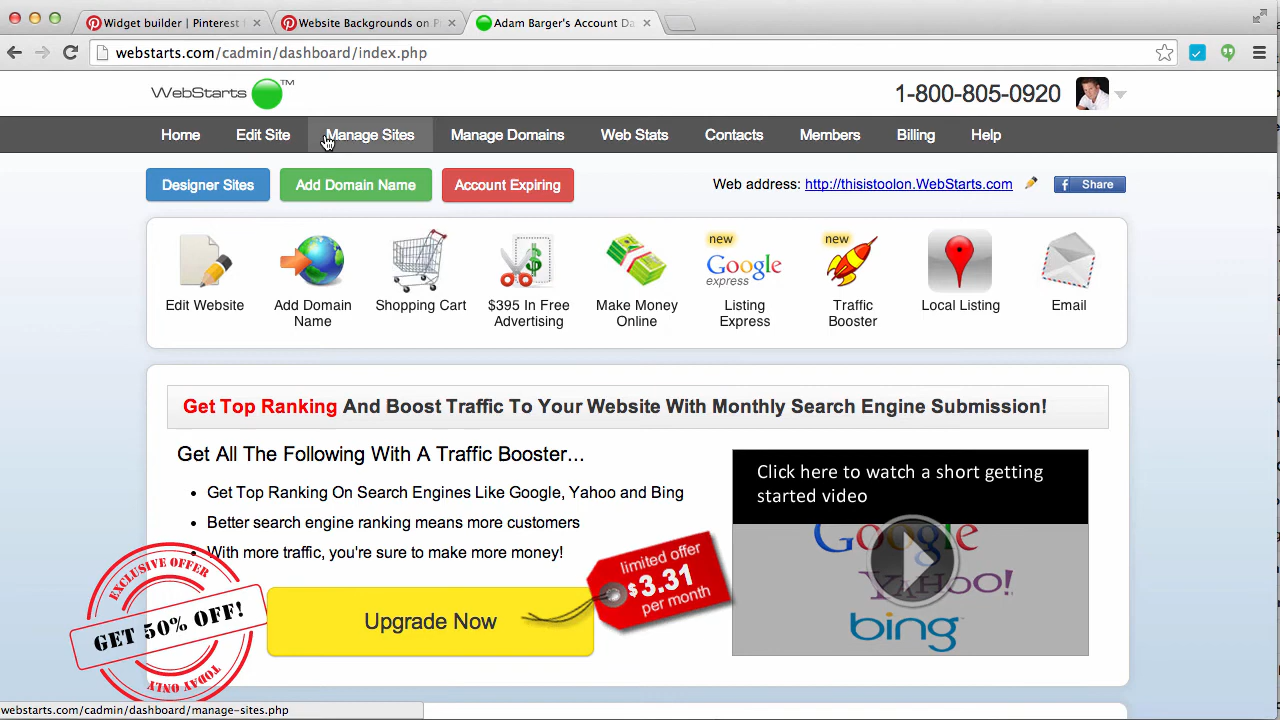 Widget builder | Pinterest
Website Backgrounds on P
Adam Barger's Account Da
webstarts.com/cadmin/dashboard/index.php
WebStarts TM
1-800-805-0920
Home Edit Site Manage Sites Manage Domains Web Stats Contacts Members Billing Help
Designer Sites Add Domain Name Account Expiring Web address: http://thisistoolon.WebStarts.com f Share
new new
Google
express
Edit Website
Add Domain
Name
Shopping Cart
$395 In Free
Advertising
Make Money
Online
Listing
Express
Traffic
Booster
Local Listing
Email
Get Top Ranking And Boost Traffic To Your Website With Monthly Search Engine Submission!
Get All The Following With A Traffic Booster...
• Get Top Ranking On Search Engines Like Google, Yahoo and Bing
• Better search engine ranking means more customers
• With more traffic, you're sure to make more money!
Click here to watch a short getting
started video
Google
YAHOO!
bing
limited offer
$3.31
per month
Upgrade Now
EXCLUSIVE OFFER
GET 50% OFF!
TODAY ONLY
webstarts.com/cadmin/dashboard/manage-sites.php